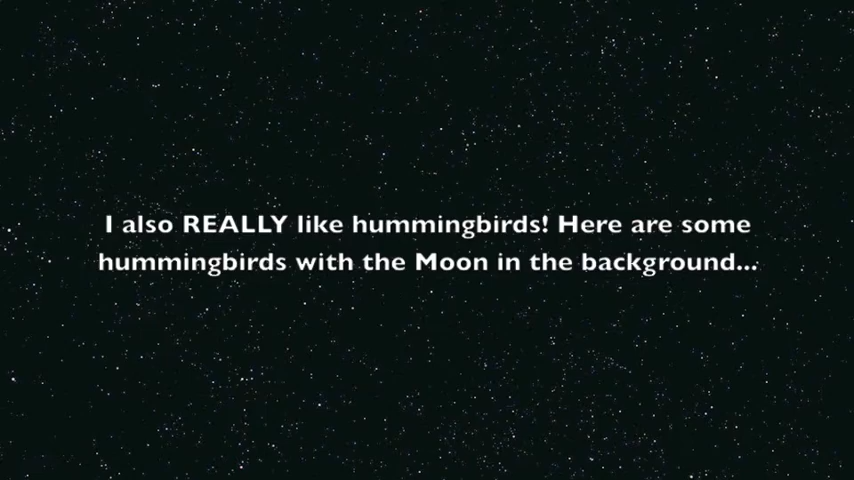 I also REALLY like hummingbirds! Here are some
hummingbirds with the Moon in the background...